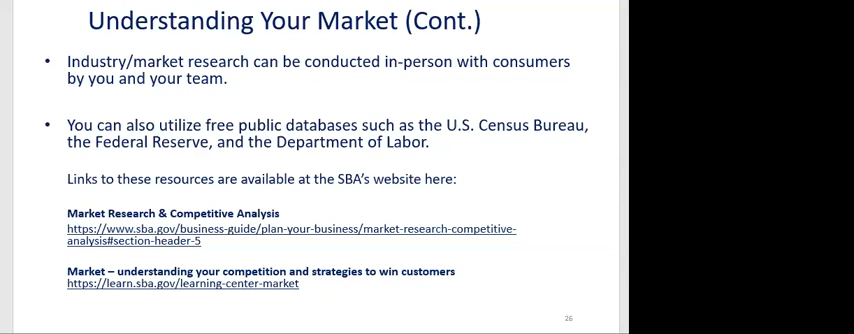 Understanding Your Market (Cont.)
• Industry/market research can be conducted in-person with consumers
by you and your team.
• You can also utilize free public databases such as the U.S. Census Bureau,
the Federal Reserve, and the Department of Labor.
Links to these resources are available at the SBA's website here:
Market Research & Competitive Analysis
https://www.sba.gov/business-guide/plan-your-business/market-research-competitive-
analysis#section-header-5
Market – understanding your competition and strategies to win customers
https://learn.sba.gov/learning-center-market
26